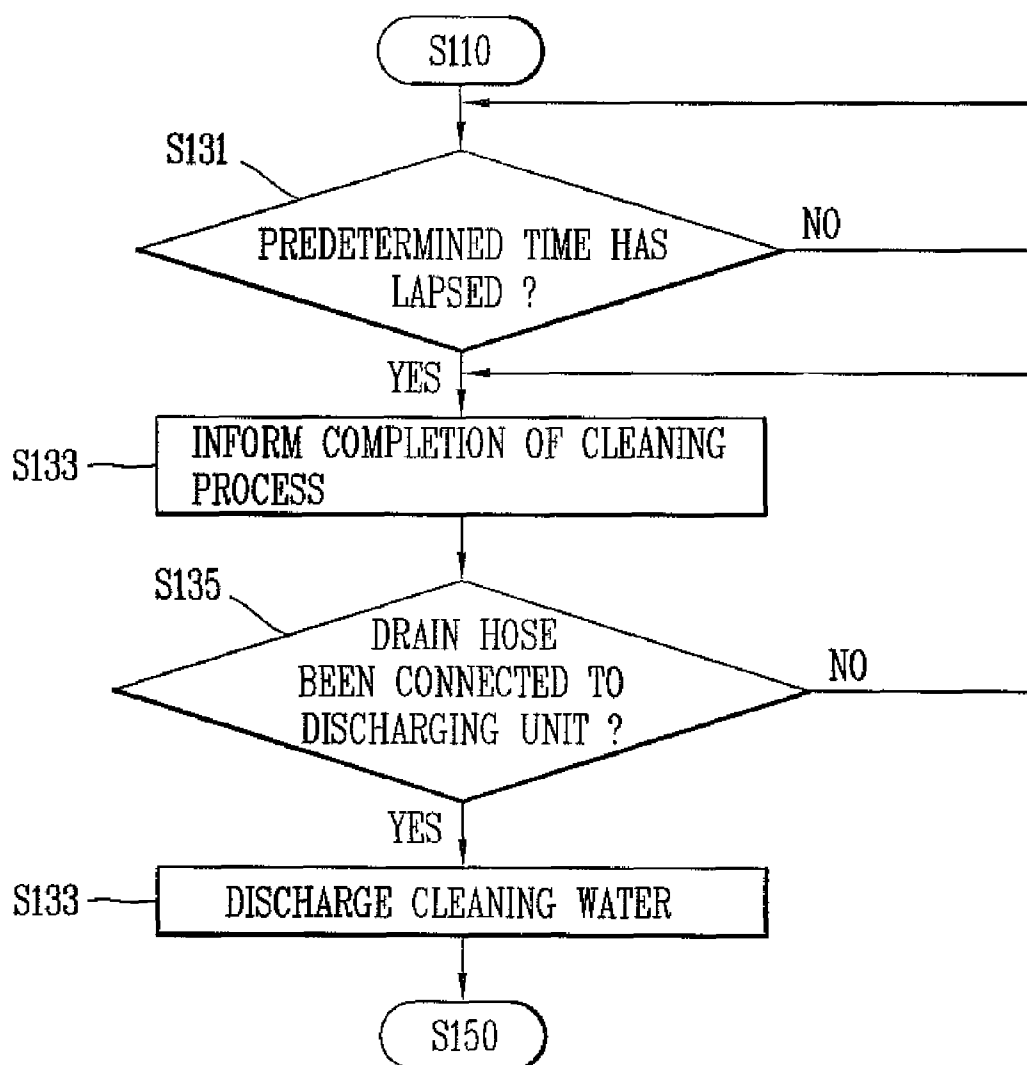 S110
S131
PREDETERMINED TIME HAS
LAPSED ?
NO
YES
S133
INFORM COMPLETION OF CLEANING
PROCESS
S135
DRAIN HOSE
BEEN CONNECTED TO
DISCHARGING UNIT ?
NO
YES
S133
DISCHARGE CLEANING WATER
S150